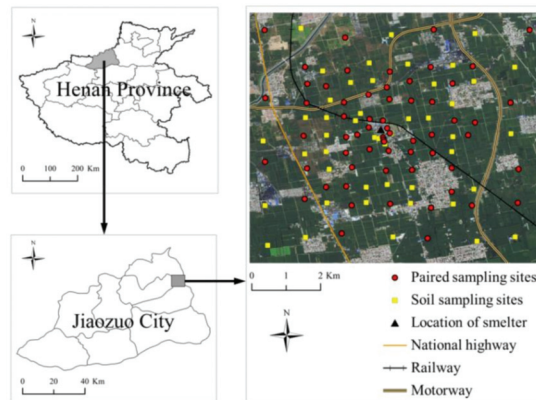 N
Henan Province
0 100 200 Km
N
Jiaozuo City
0 20 40 Km
0 1 2
Km
N
Paired sampling sites
Soil sampling sites
Location of smelter
National highway
Railway
Motorway